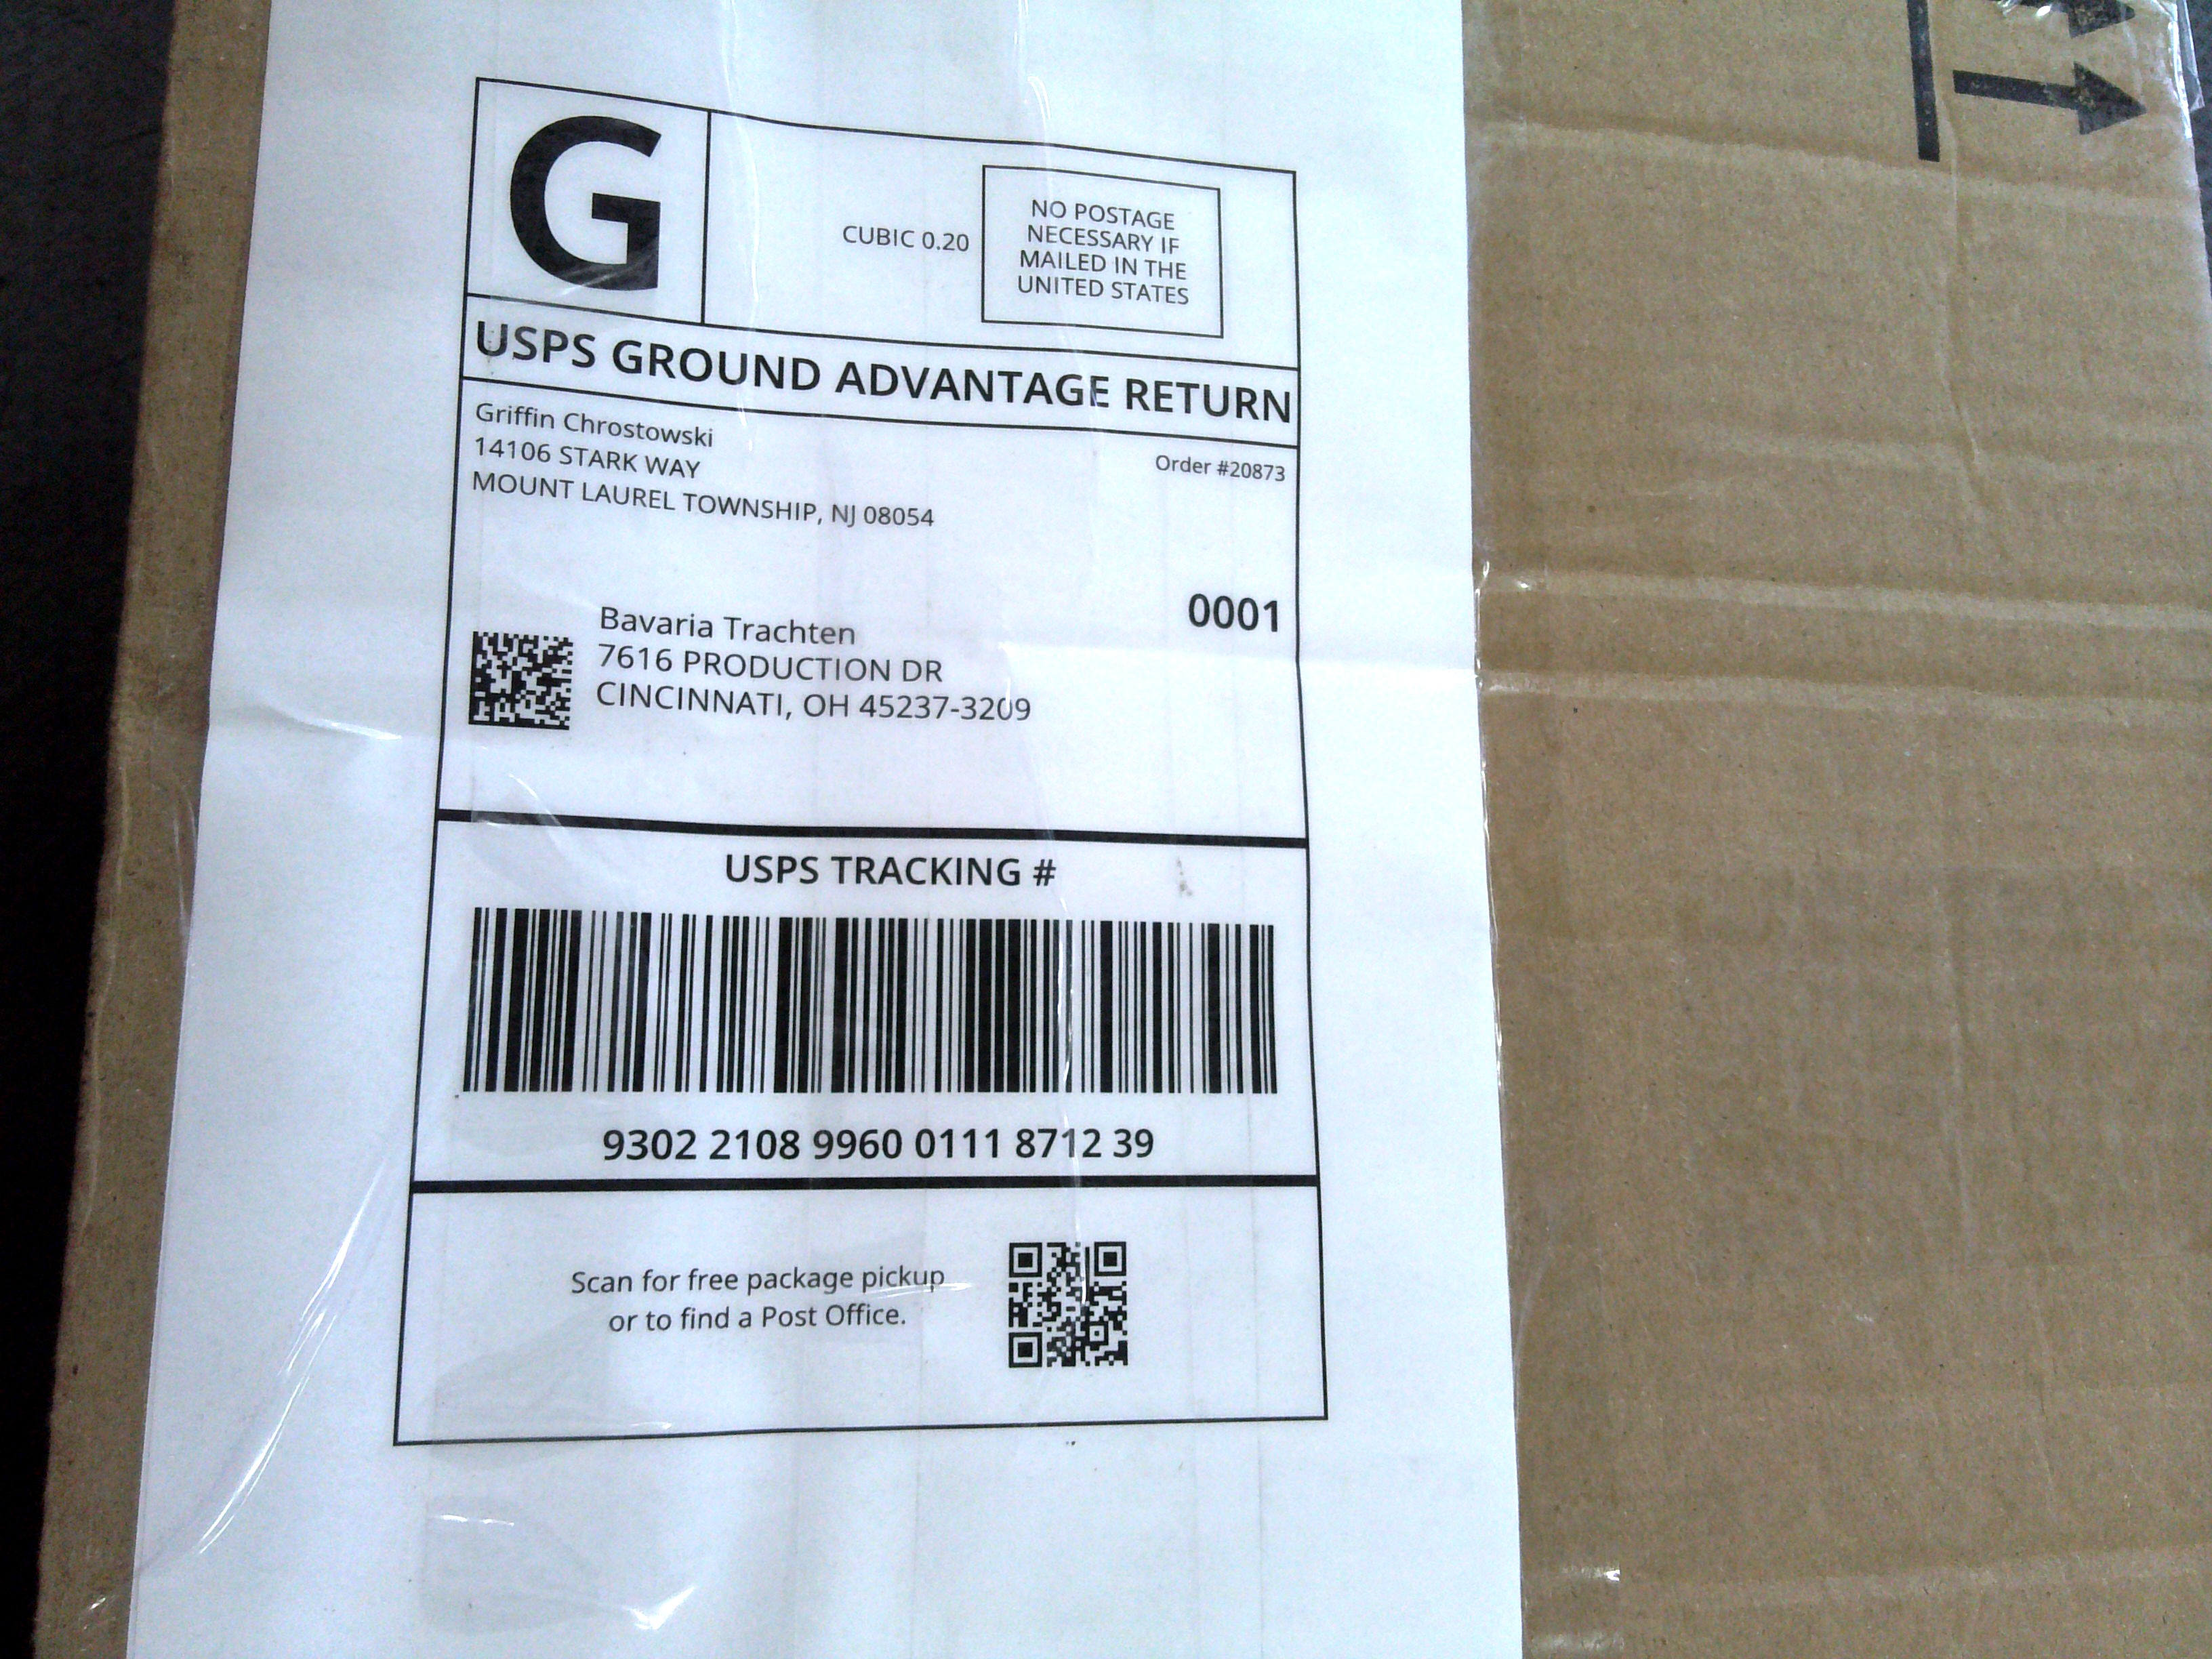 G
CUBIC 0.20
NO POSTAGE
NECESSARY IF
MAILED IN THE
UNITED STATES
USPS GROUND ADVANTAGE RETURN
Griffin Chrostowski
14106 STARK WAY
MOUNT LAUREL TOWNSHIP, NJ 08054
Order #20873
0001
Bavaria Trachten
7616 PRODUCTION DR
CINCINNATI, OH 45237-3209
USPS TRACKING #
9302 2108 9960 0111 8712 39
Scan for free package pickup
or to find a Post Office.